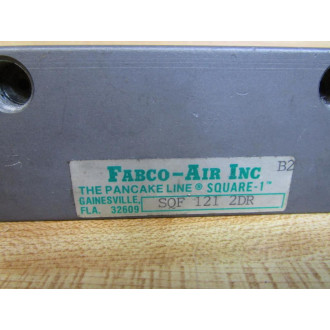 FABCO-AIR INC B2
THE PANCAKE LINE® SQUARE-1™
GAINESVILLE,
FLA. 32609 SQF 121 2DR